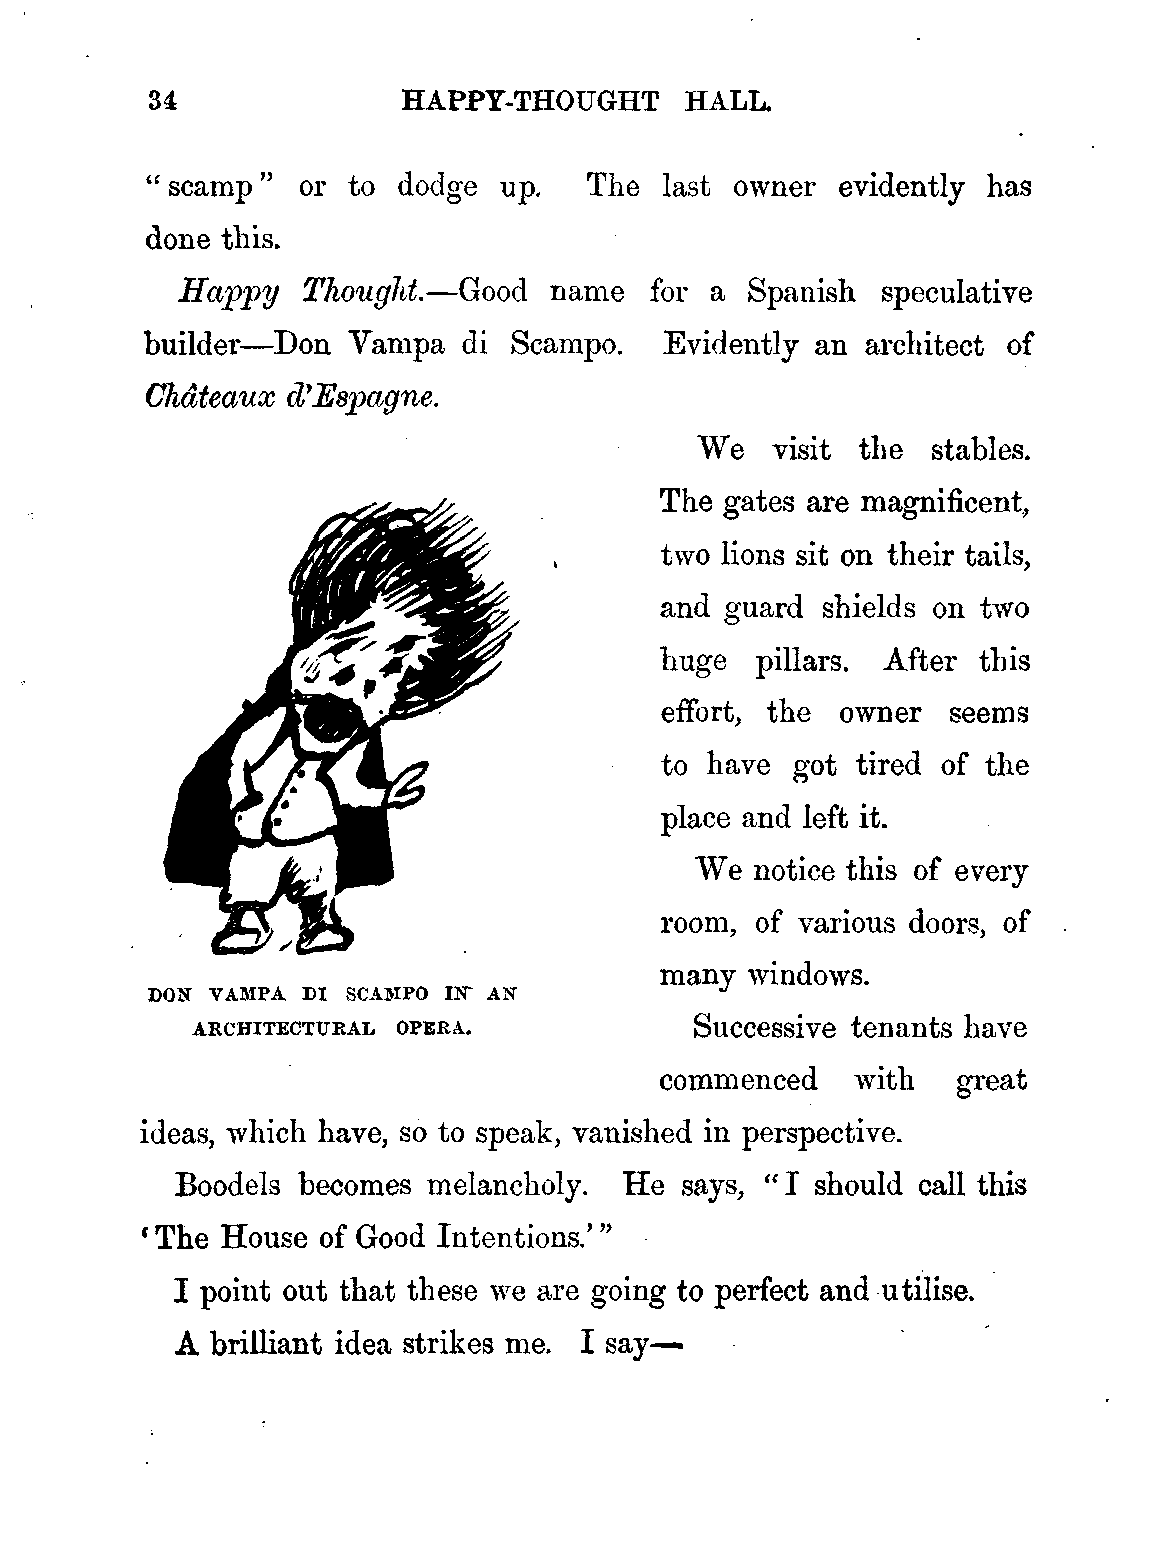 34 HAPPY-THOUGHT HALL.
“scamp” or to dodge up. The last owner evidently has
done this.
Happy Thought.—Good name for a Spanish speculative
builder—Don Vampa di Scampo. Evidently an architect of
Châteaux d’Espagne.
We visit the stables.
The gates are magnificent,
two lions sit on their tails,
and guard shields on two
huge pillars. After this
effort, the owner seems
to have got tired of the
place and left it.
We notice this of every
room, of various doors, of
many windows.
DON VAMPA DI SCAMPO IN AN
ARCHITECTURAL OPERA.
Successive tenants have
commenced with great
ideas, which have, so to speak, vanished in perspective.
Boodels becomes melancholy. He says, “I should call this
‘The House of Good Intentions.’”
I point out that these we are going to perfect and utilise.
A brilliant idea strikes me. I say—